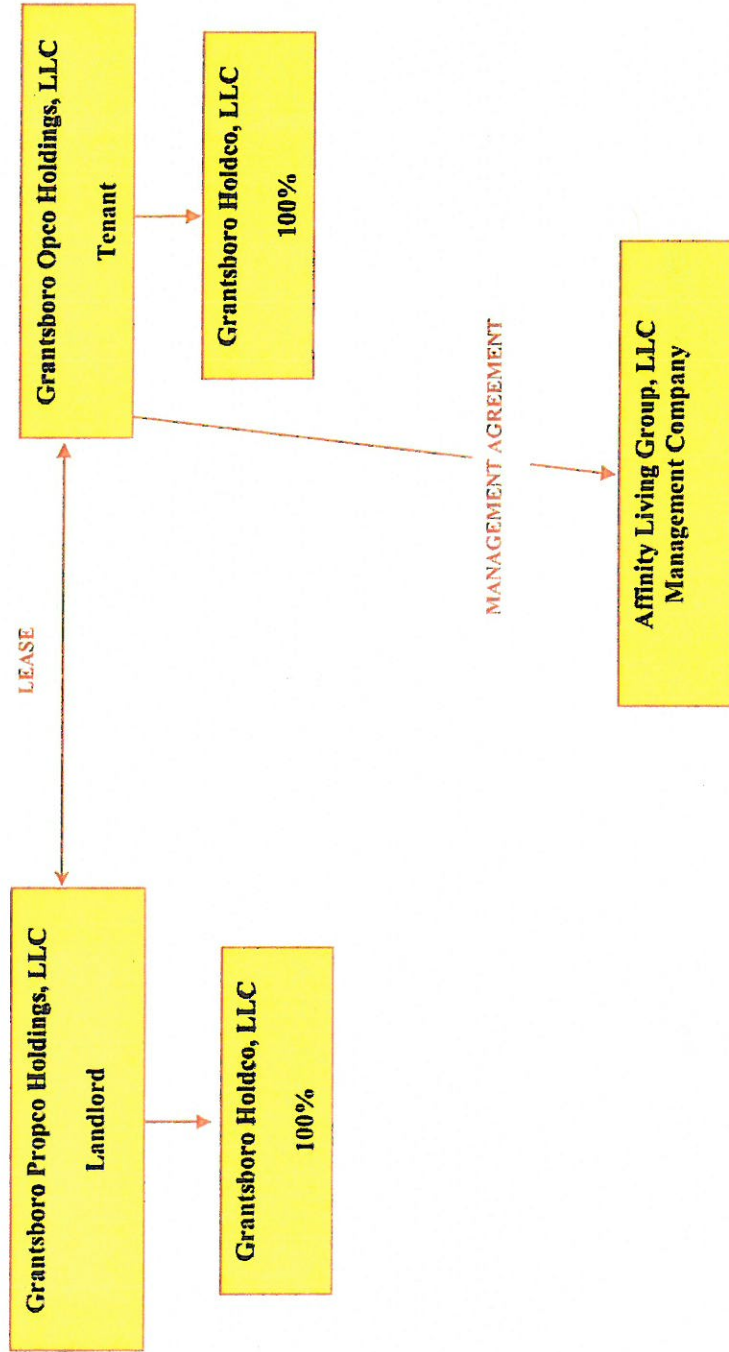 Grantsboro Propco Holdings, LLC
Landlord
LEASE
Grantsboro Opco Holdings, LLC
Tenant
Grantsboro Holdco, LLC
100%
Grantsboro Holdco, LLC
100%
MANAGEMENT AGREEMENT
Affinity Living Group, LLC
Management Company